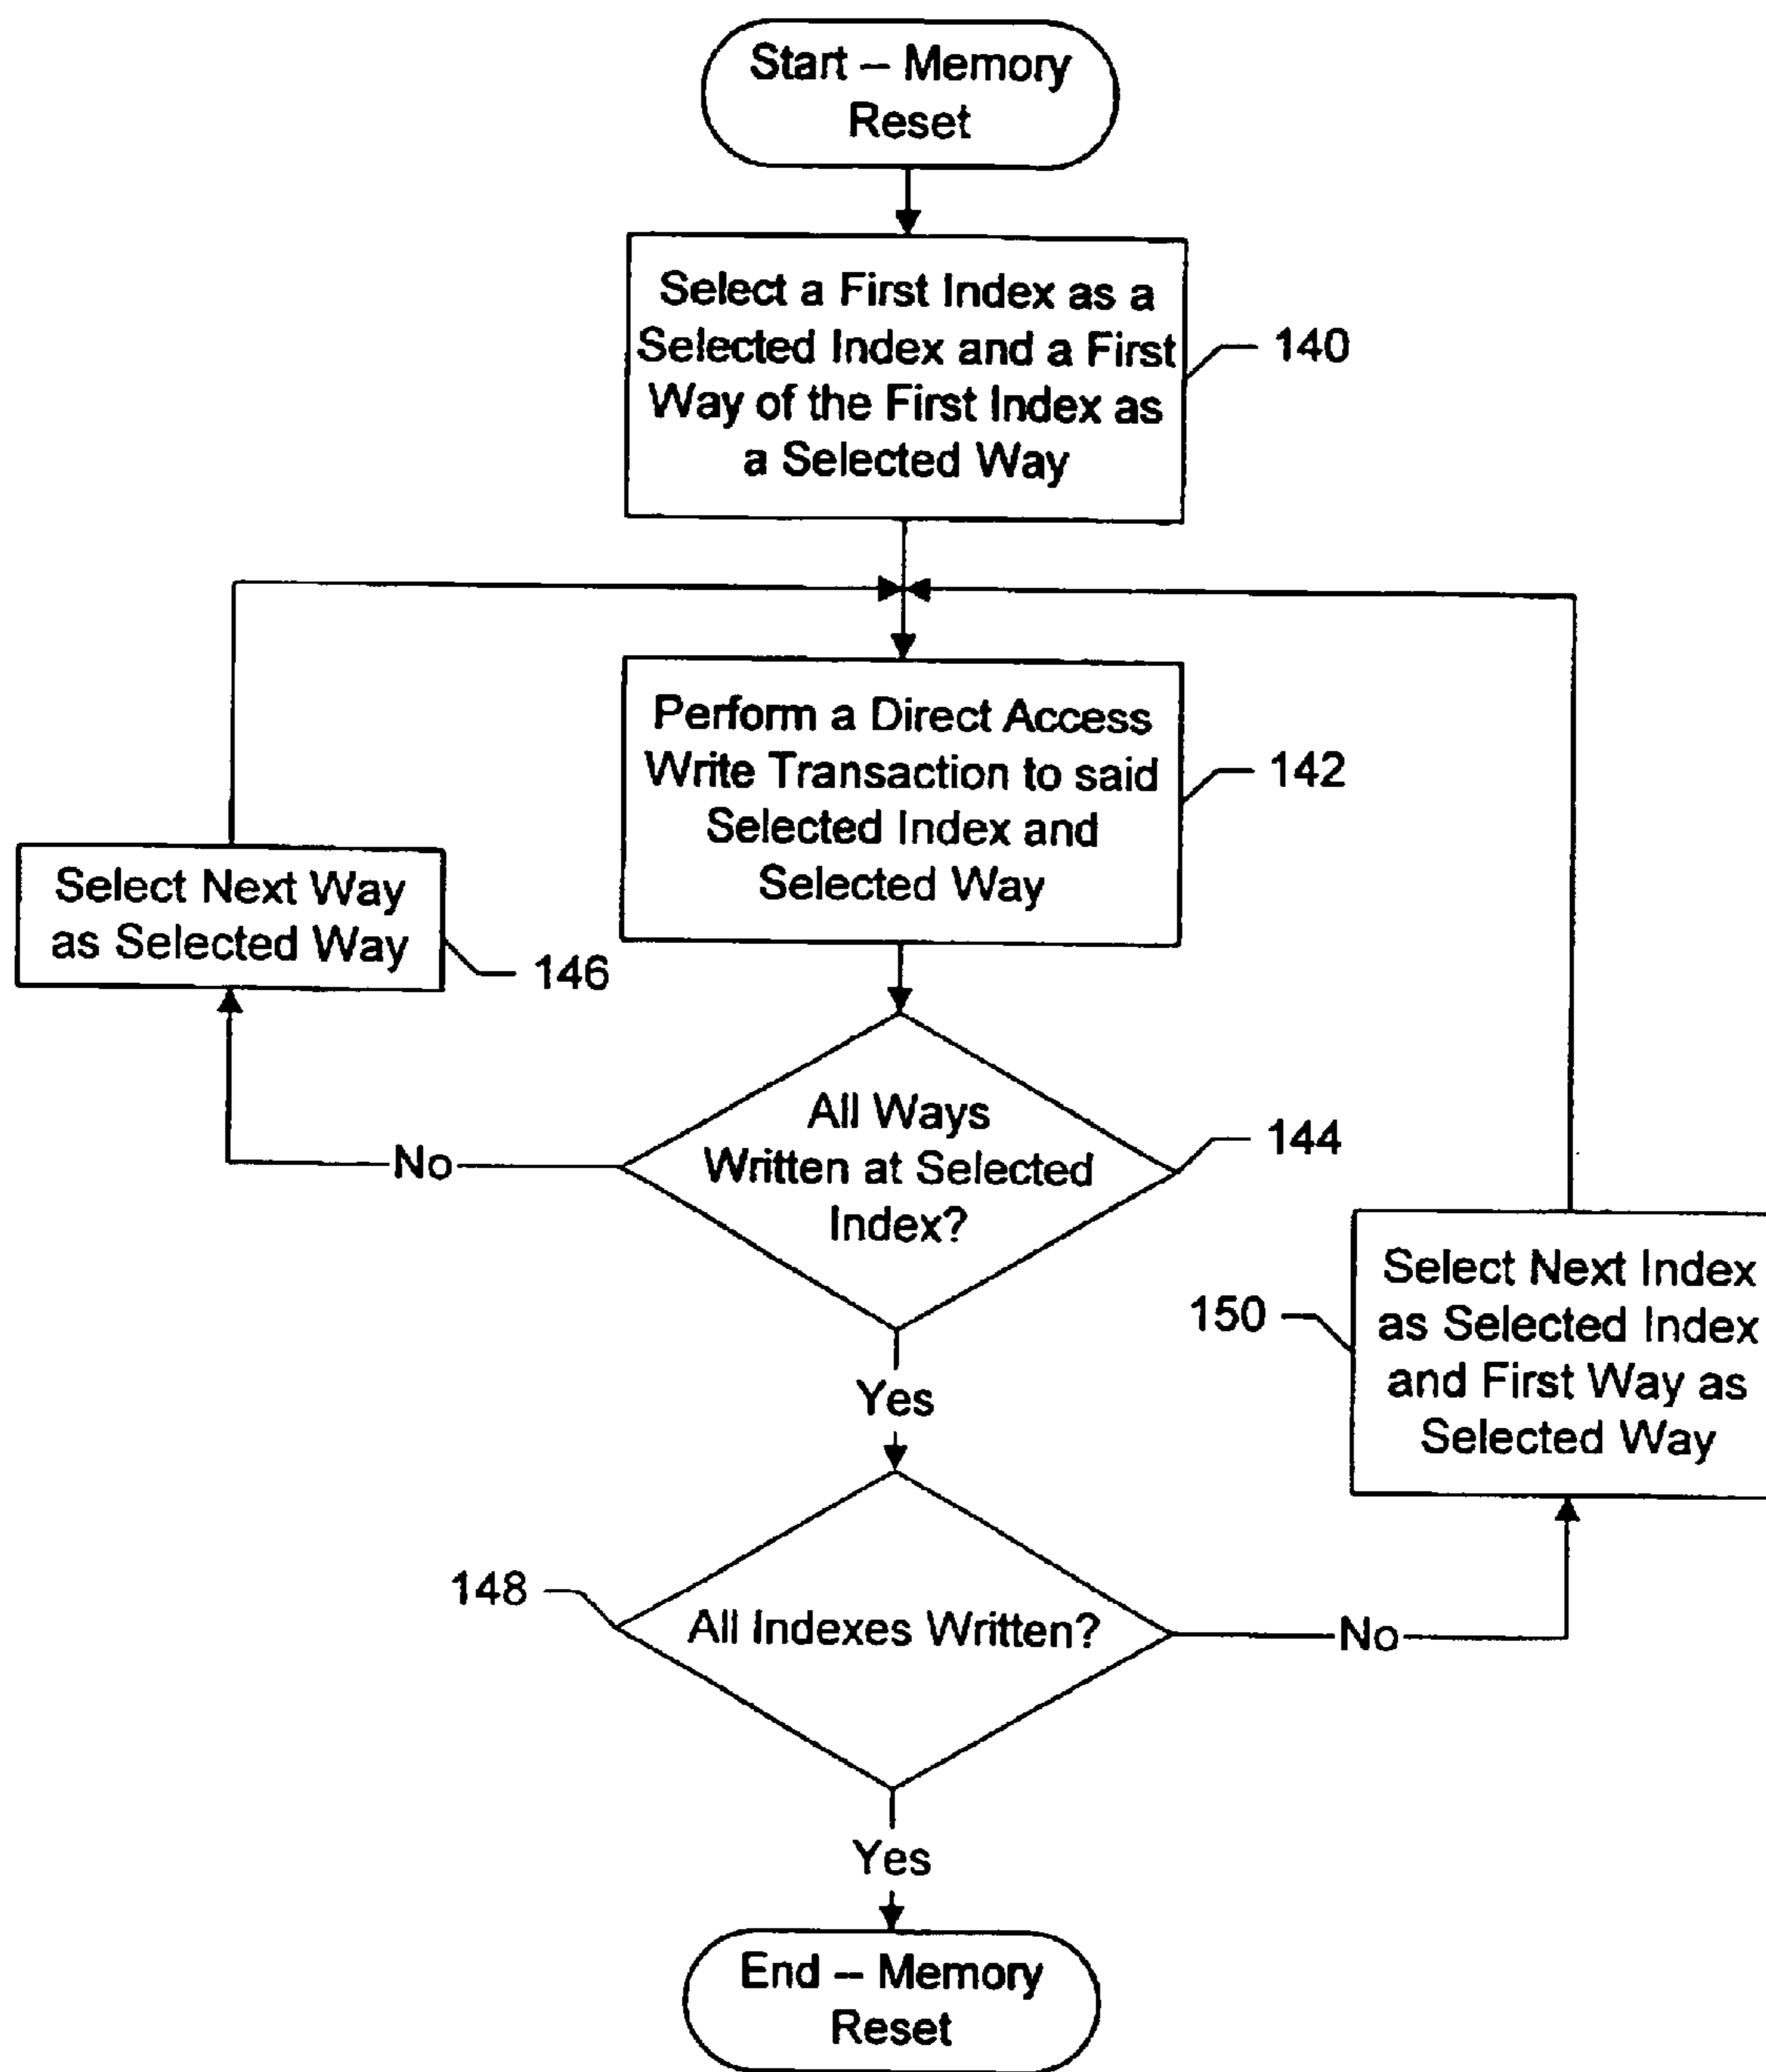 Start – Memory
Reset
Select a First Index as a
Selected Index and a First
Way of the First Index as
a Selected Way
140
Perform a Direct Access
Write Transaction to said
Selected Index and
Selected Way
142
Select Next Way
as Selected Way
146
All Ways
Written at Selected
Index?
144
No
Yes
Select Next Index
as Selected Index
and First Way as
Selected Way
150
All Indexes Written?
148
No
Yes
End – Memory
Reset